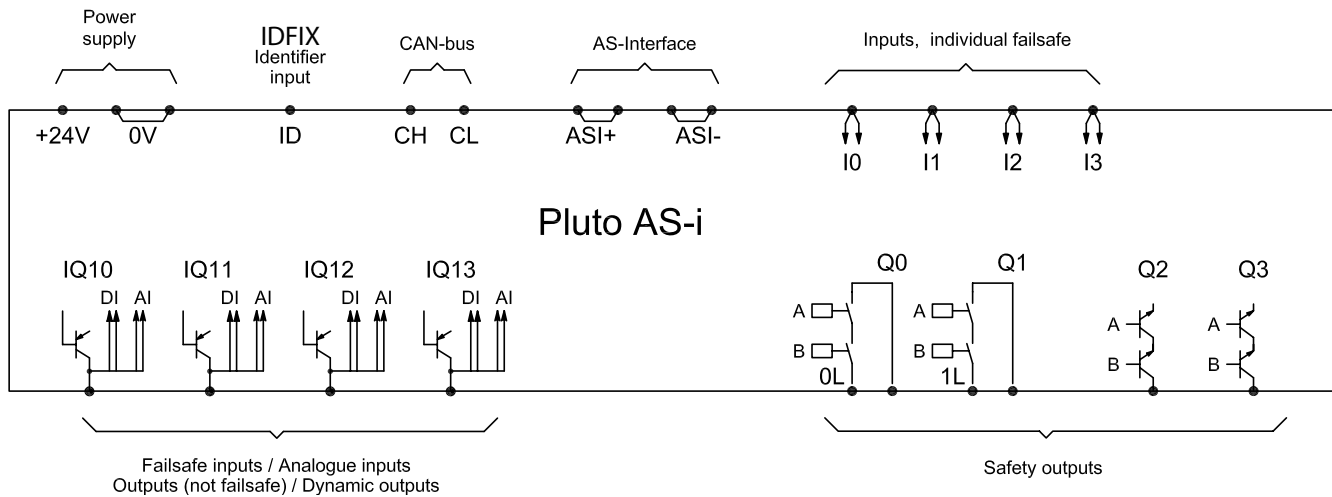 Power
supply
IDFIX
Identifier
input
CAN-bus
AS-Interface
Inputs, individual failsafe
+24V 0V ID CH CL ASI+ ASI- I0 I1 I2 I3
Pluto AS-i
IQ10 IQ11 IQ12 IQ13 Q0 Q1 Q2 Q3
DI AI DI AI DI AI DI AI
A A A A
B B B B
0L 1L
Failsafe inputs / Analogue inputs
Outputs (not failsafe) / Dynamic outputs
Safety outputs